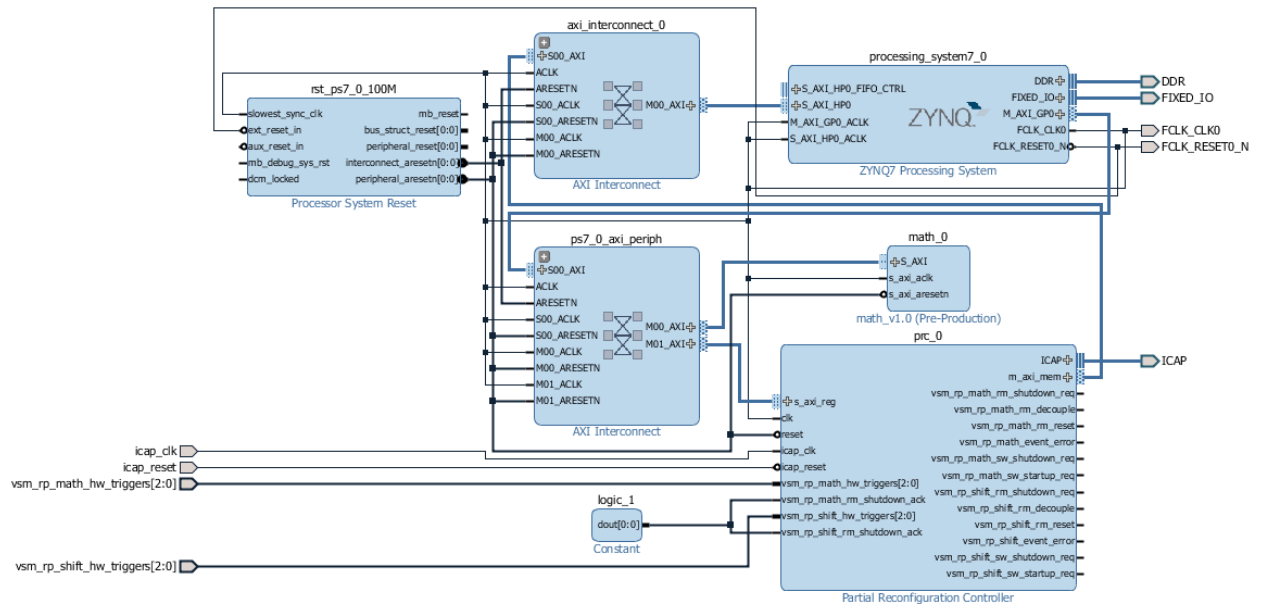 axi_interconnect_0
S00_AXI
ACLK
ARESETN
S00_ACLK
S00_ARESETN
M00_ACLK
M00_ARESETN
M00_AXI
AXI Interconnect
rst_ps7_0_100M
slowest_sync_clk
ext_reset_in
aux_reset_in
mb_debug_sys_rst
dcm_locked
mb_reset
bus_struct_reset[0:0]
peripheral_reset[0:0]
interconnect_aresetn[0:0]
peripheral_aresetn[0:0]
Processor System Reset
processing_system7_0
S_AXI_HP0_FIFO_CTRL
S_AXI_HP0
M_AXI_GP0_ACLK
S_AXI_HP0_ACLK
ZYNQ
DDR
FIXED_IO
M_AXI_GP0
FCLK_CLK0
FCLK_RESET0_N
ZYNQ7 Processing System
DDR
FIXED_IO
FCLK_CLK0
FCLK_RESET0_N
ps7_0_axi_periph
S00_AXI
ACLK
ARESETN
S00_ACLK
S00_ARESETN
M00_ACLK
M00_ARESETN
M01_ACLK
M01_ARESETN
M00_AXI
M01_AXI
AXI Interconnect
math_0
S_AXI
s_axi_aclk
s_axi_aresetn
math_v1.0 (Pre-Production)
prc_0
s_axi_reg
clk
reset
icap_clk
icap_reset
vsm_rp_math_hw_triggers[2:0]
vsm_rp_math_rm_shutdown_ack
vsm_rp_shift_hw_triggers[2:0]
vsm_rp_shift_rm_shutdown_ack
ICAP
m_axi_mem
vsm_rp_math_rm_shutdown_req
vsm_rp_math_rm_decouple
vsm_rp_math_rm_reset
vsm_rp_math_event_error
vsm_rp_math_sw_shutdown_req
vsm_rp_math_sw_startup_req
vsm_rp_shift_rm_shutdown_req
vsm_rp_shift_rm_decouple
vsm_rp_shift_rm_reset
vsm_rp_shift_event_error
vsm_rp_shift_sw_shutdown_req
vsm_rp_shift_sw_startup_req
Partial Reconfiguration Controller
ICAP
icap_clk
icap_reset
vsm_rp_math_hw_triggers[2:0]
logic_1
dout[0:0]
Constant
vsm_rp_shift_hw_triggers[2:0]